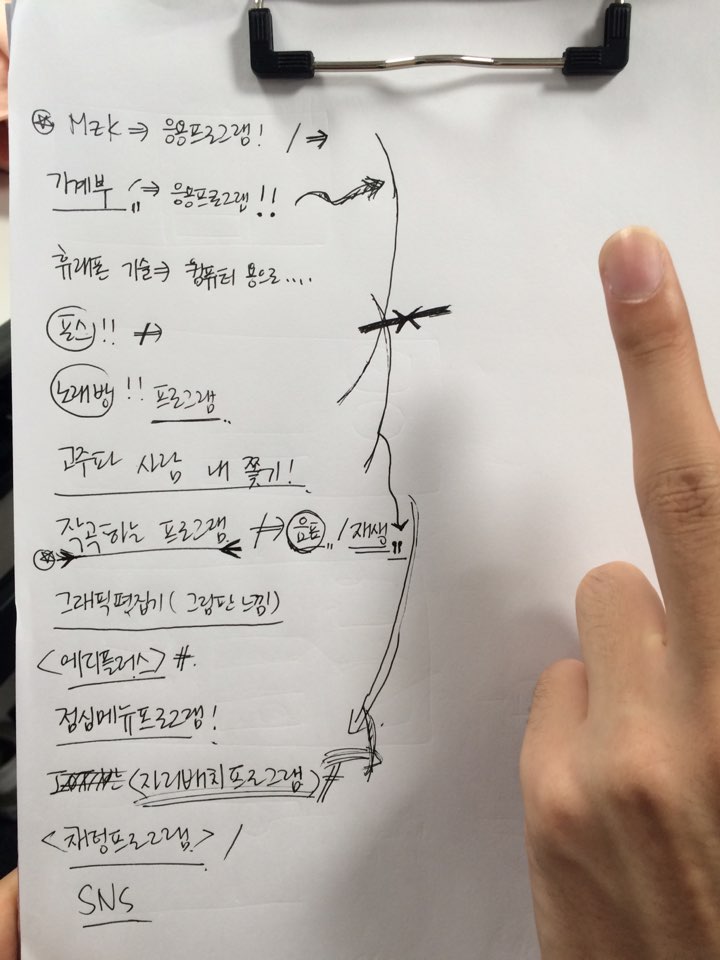 MZK ⇒ 응용프로그램! / ⇒
가계부 ⇒ 응용프로그램!!
휴대폰 기술⇒ 컴퓨터 용으로....
포스!! ⇒
노래방!! 프로그램
고주파 사람 내 쫓기!
작곡하는 프로그램 ⇒ 음표 / 재생
그래픽편집기(그림판느낌)
<에디플러스> #.
점심메뉴프로그램!
(자리배치프로그램) #
<채팅프로그램> /
SNS